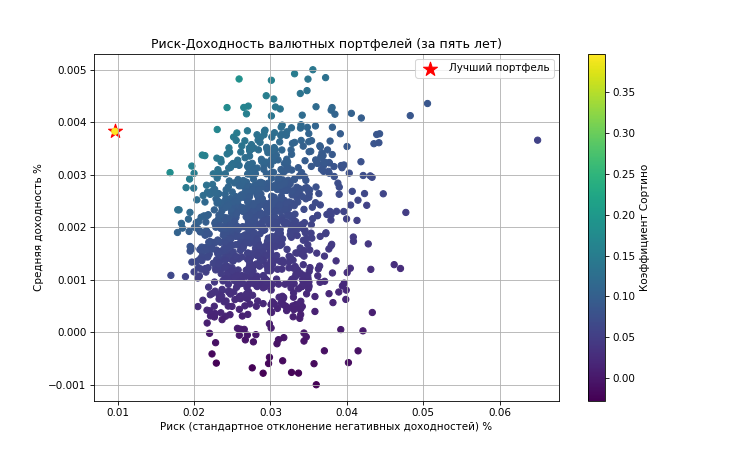 Риск-Доходность валютных портфелей (за пять лет)
Лучший портфель
Средняя доходность %
0.005
0.004
0.003
0.002
0.001
0.000
−0.001
0.01 0.02 0.03 0.04 0.05 0.06
Риск (стандартное отклонение негативных доходностей) %
0.35
0.30
0.25
0.20
0.15
0.10
0.05
0.00
Коэффициент Сортино